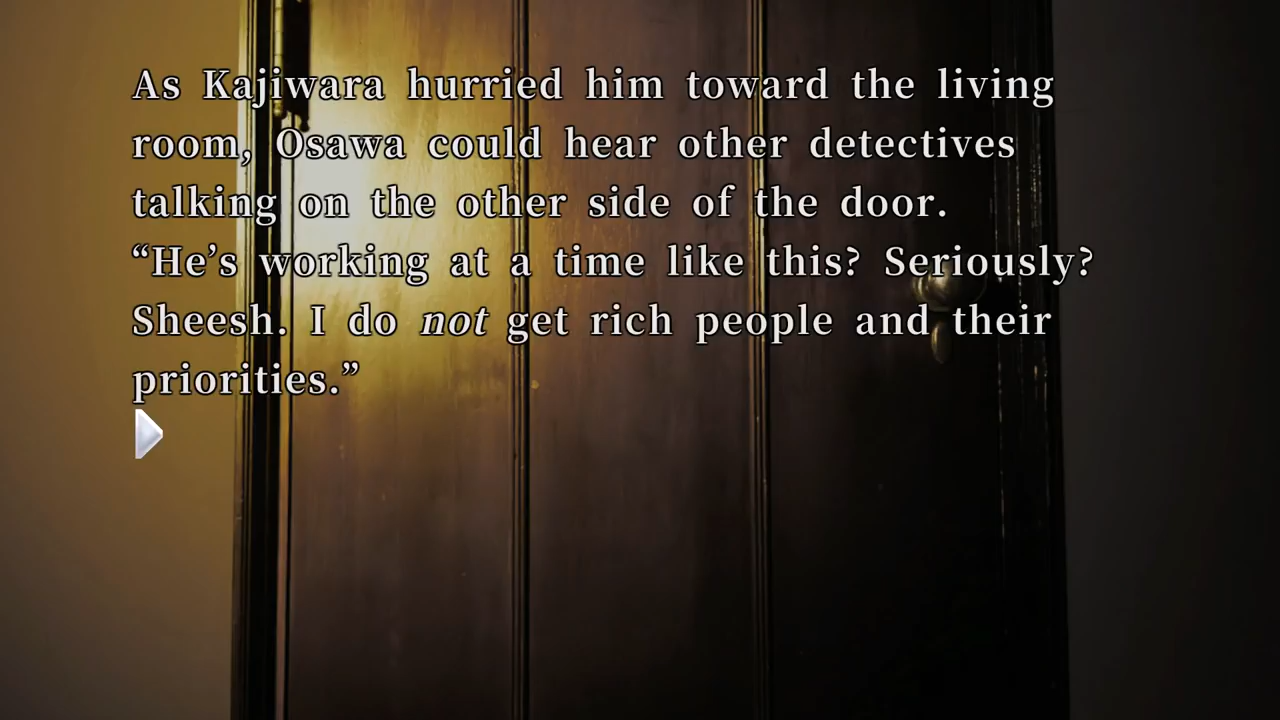 As Kajiwara hurried him toward the living
room, Osawa could hear other detectives
talking on the other side of the door.
“He’s working at a time like this? Seriously?
Sheesh. I do not get rich people and their
priorities.”